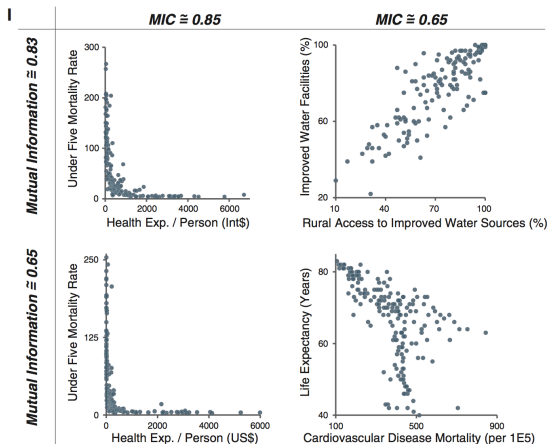 I
MIC ≅ 0.85
MIC ≅ 0.65
Mutual Information ≅ 0.83
Under Five Mortality Rate
300
200
100
0
0
2000
4000
6000
Health Exp. / Person (Int$)
Improved Water Facilities (%)
100
60
20
10
40
70
100
Rural Access to Improved Water Sources (%)
Mutual Information ≅ 0.65
Under Five Mortality Rate
250
125
0
0
2000
4000
6000
Health Exp. / Person (US$)
Life Expectancy (Years)
80
60
40
100
500
900
Cardiovascular Disease Mortality (per 1E5)